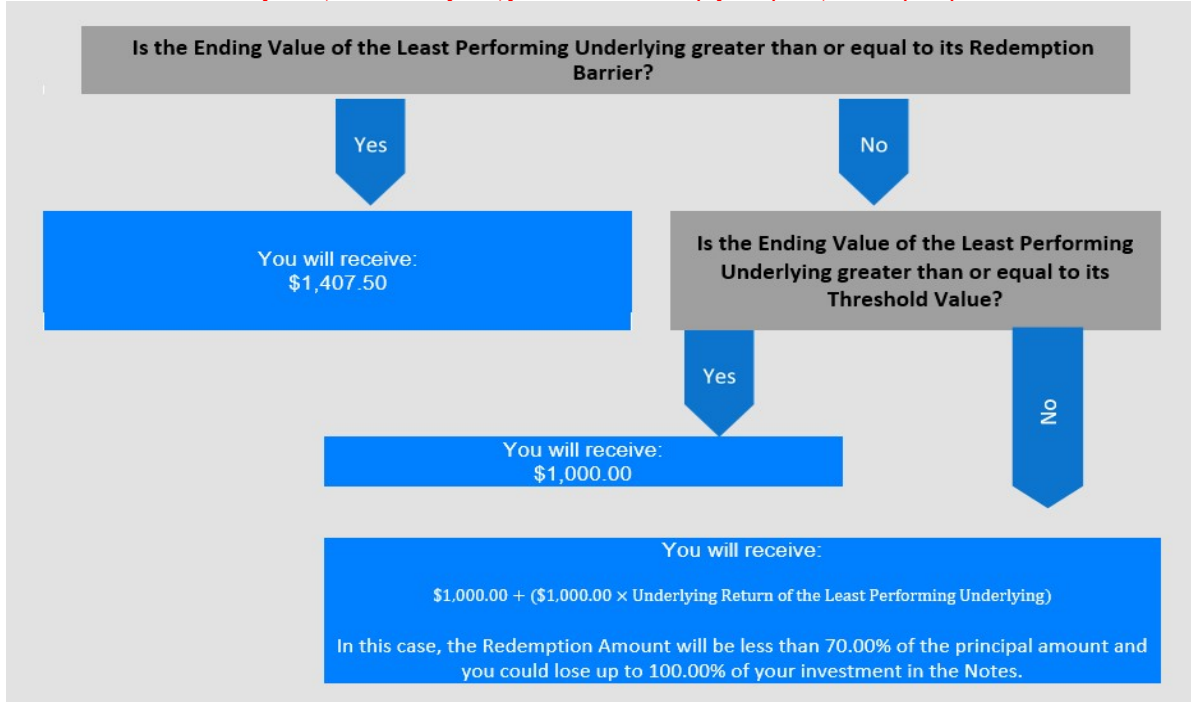 Is the Ending Value of the Least Performing Underlying greater than or equal to its Redemption
Barrier?
Yes
No
You will receive:
$1,407.50
Is the Ending Value of the Least Performing
Underlying greater than or equal to its
Threshold Value?
Yes
No
You will receive:
$1,000.00
You will receive:
$1,000.00 + ($1,000.00 × Underlying Return of the Least Performing Underlying)
In this case, the Redemption Amount will be less than 70.00% of the principal amount and
you could lose up to 100.00% of your investment in the Notes.